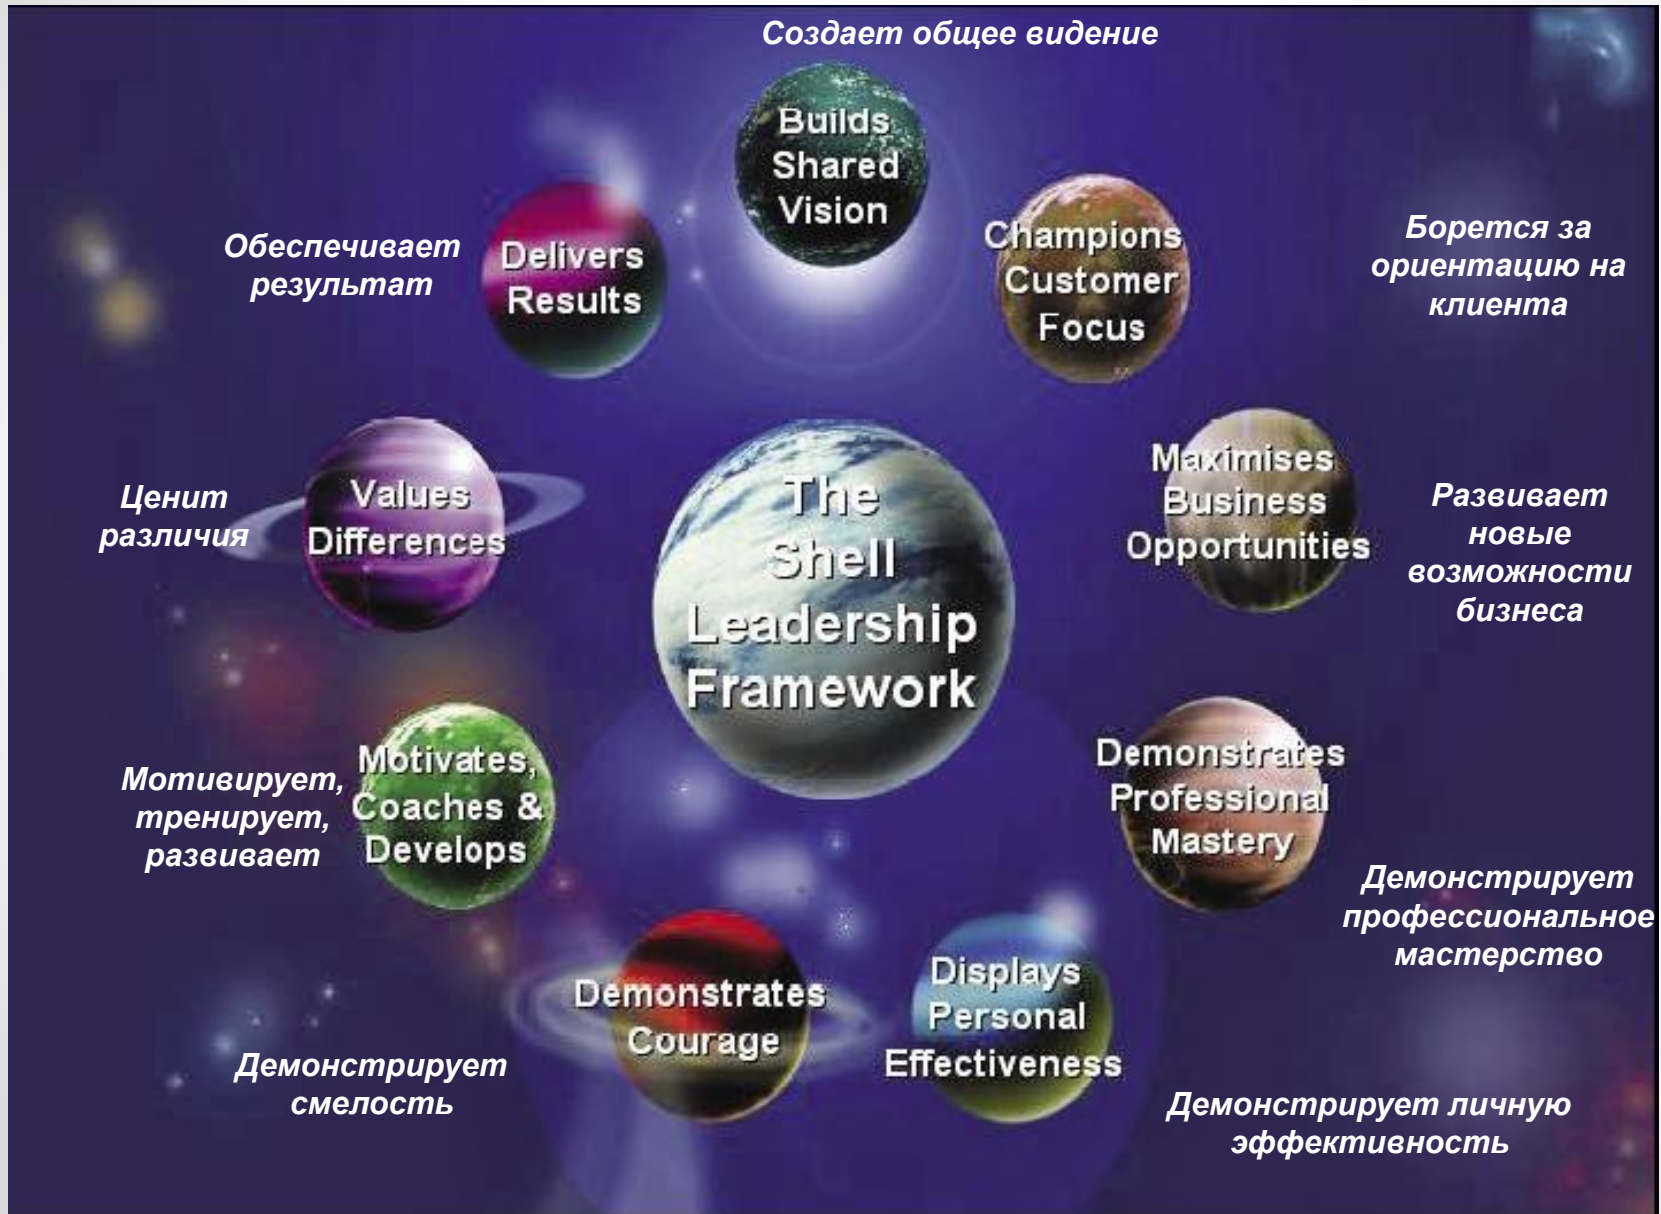 Создает общее видение
Builds
Shared
Vision
Борется за
ориентацию на
клиента
Champions
Customer
Focus
Обеспечивает
результат
Delivers
Results
Maximises
Business
Opportunities
Развивает
новые
возможности
бизнеса
Ценит
различия
Values
Differences
The
Shell
Leadership
Framework
Demonstrates
Professional
Mastery
Демонстрирует
профессиональное
мастерство
Мотивирует,
тренирует,
развивает
Motivates,
Coaches &
Develops
Demonstrates
Courage
Демонстрирует
смелость
Displays
Personal
Effectiveness
Демонстрирует личную
эффективность